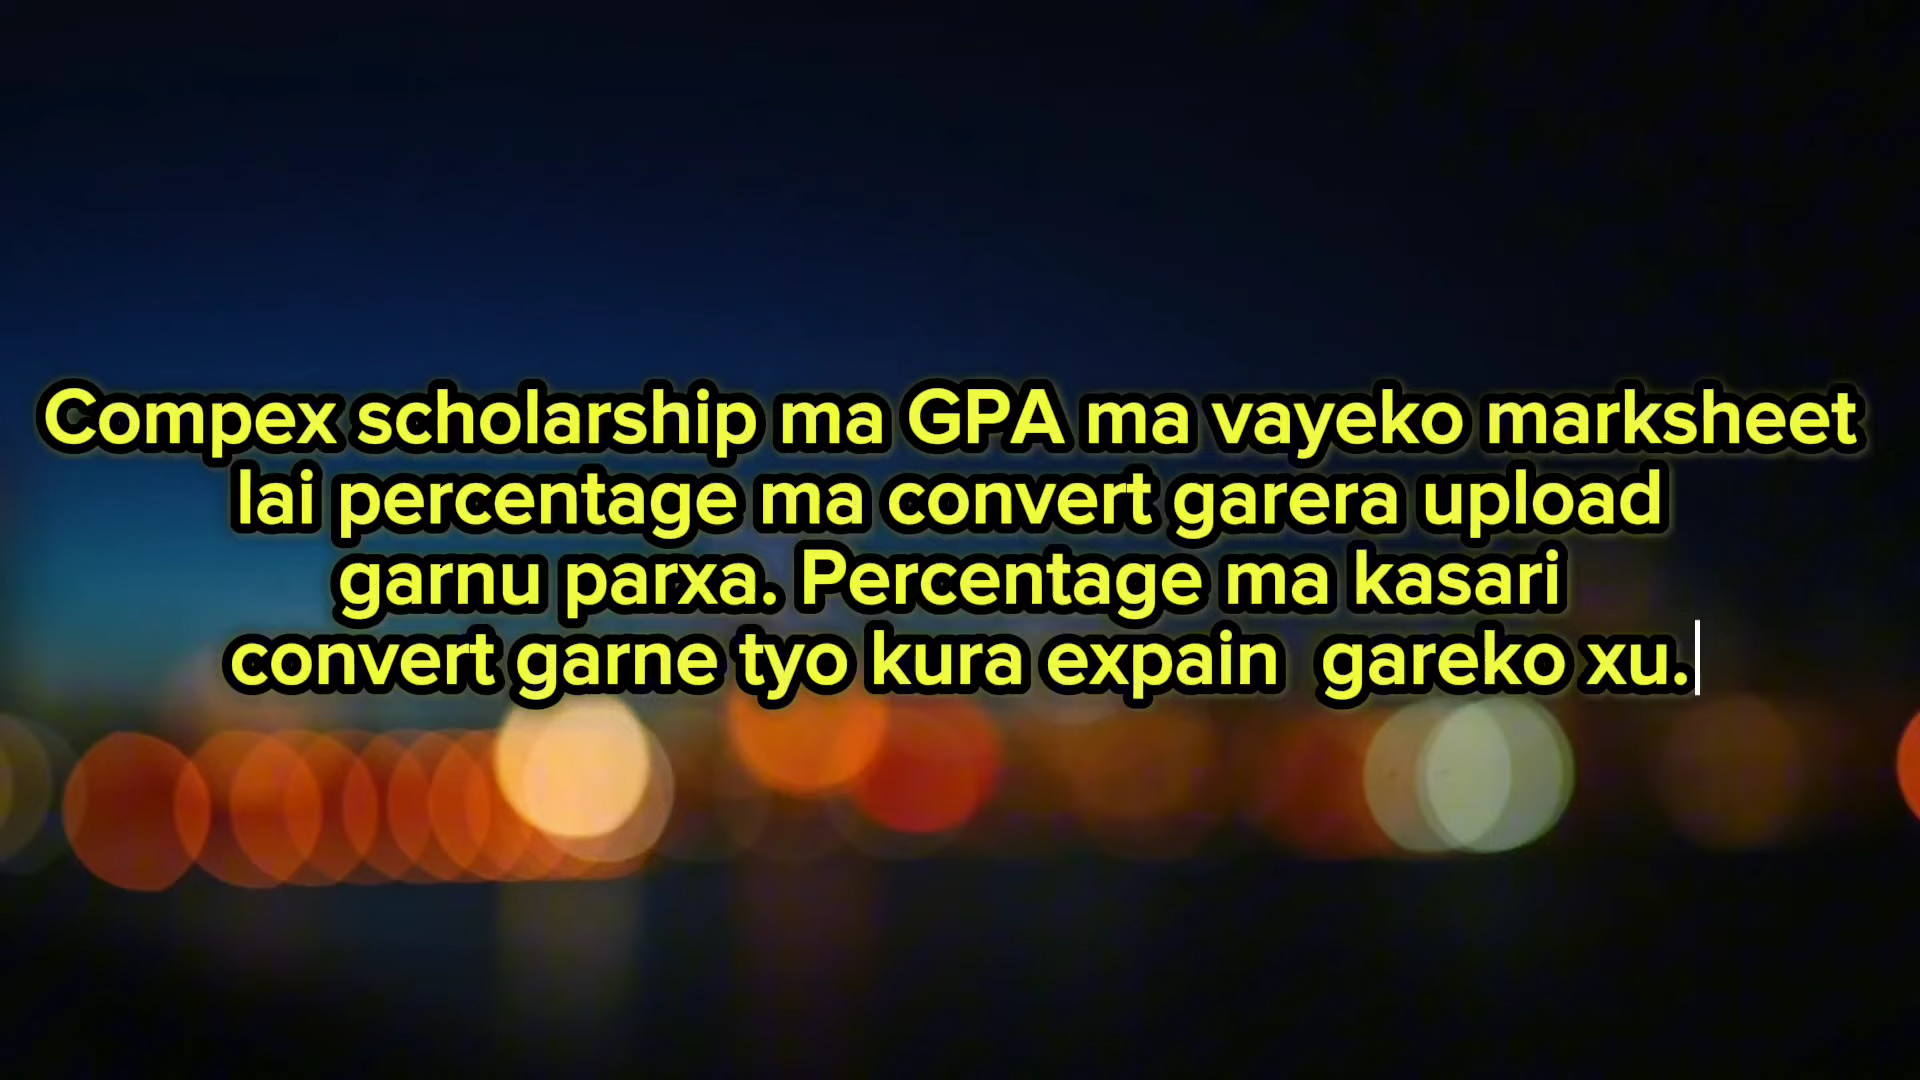 Compex scholarship ma GPA ma vayeko marksheet
lai percentage ma convert garera upload
garnu parxa. Percentage ma kasari
convert garne tyo kura expain  gareko xu.